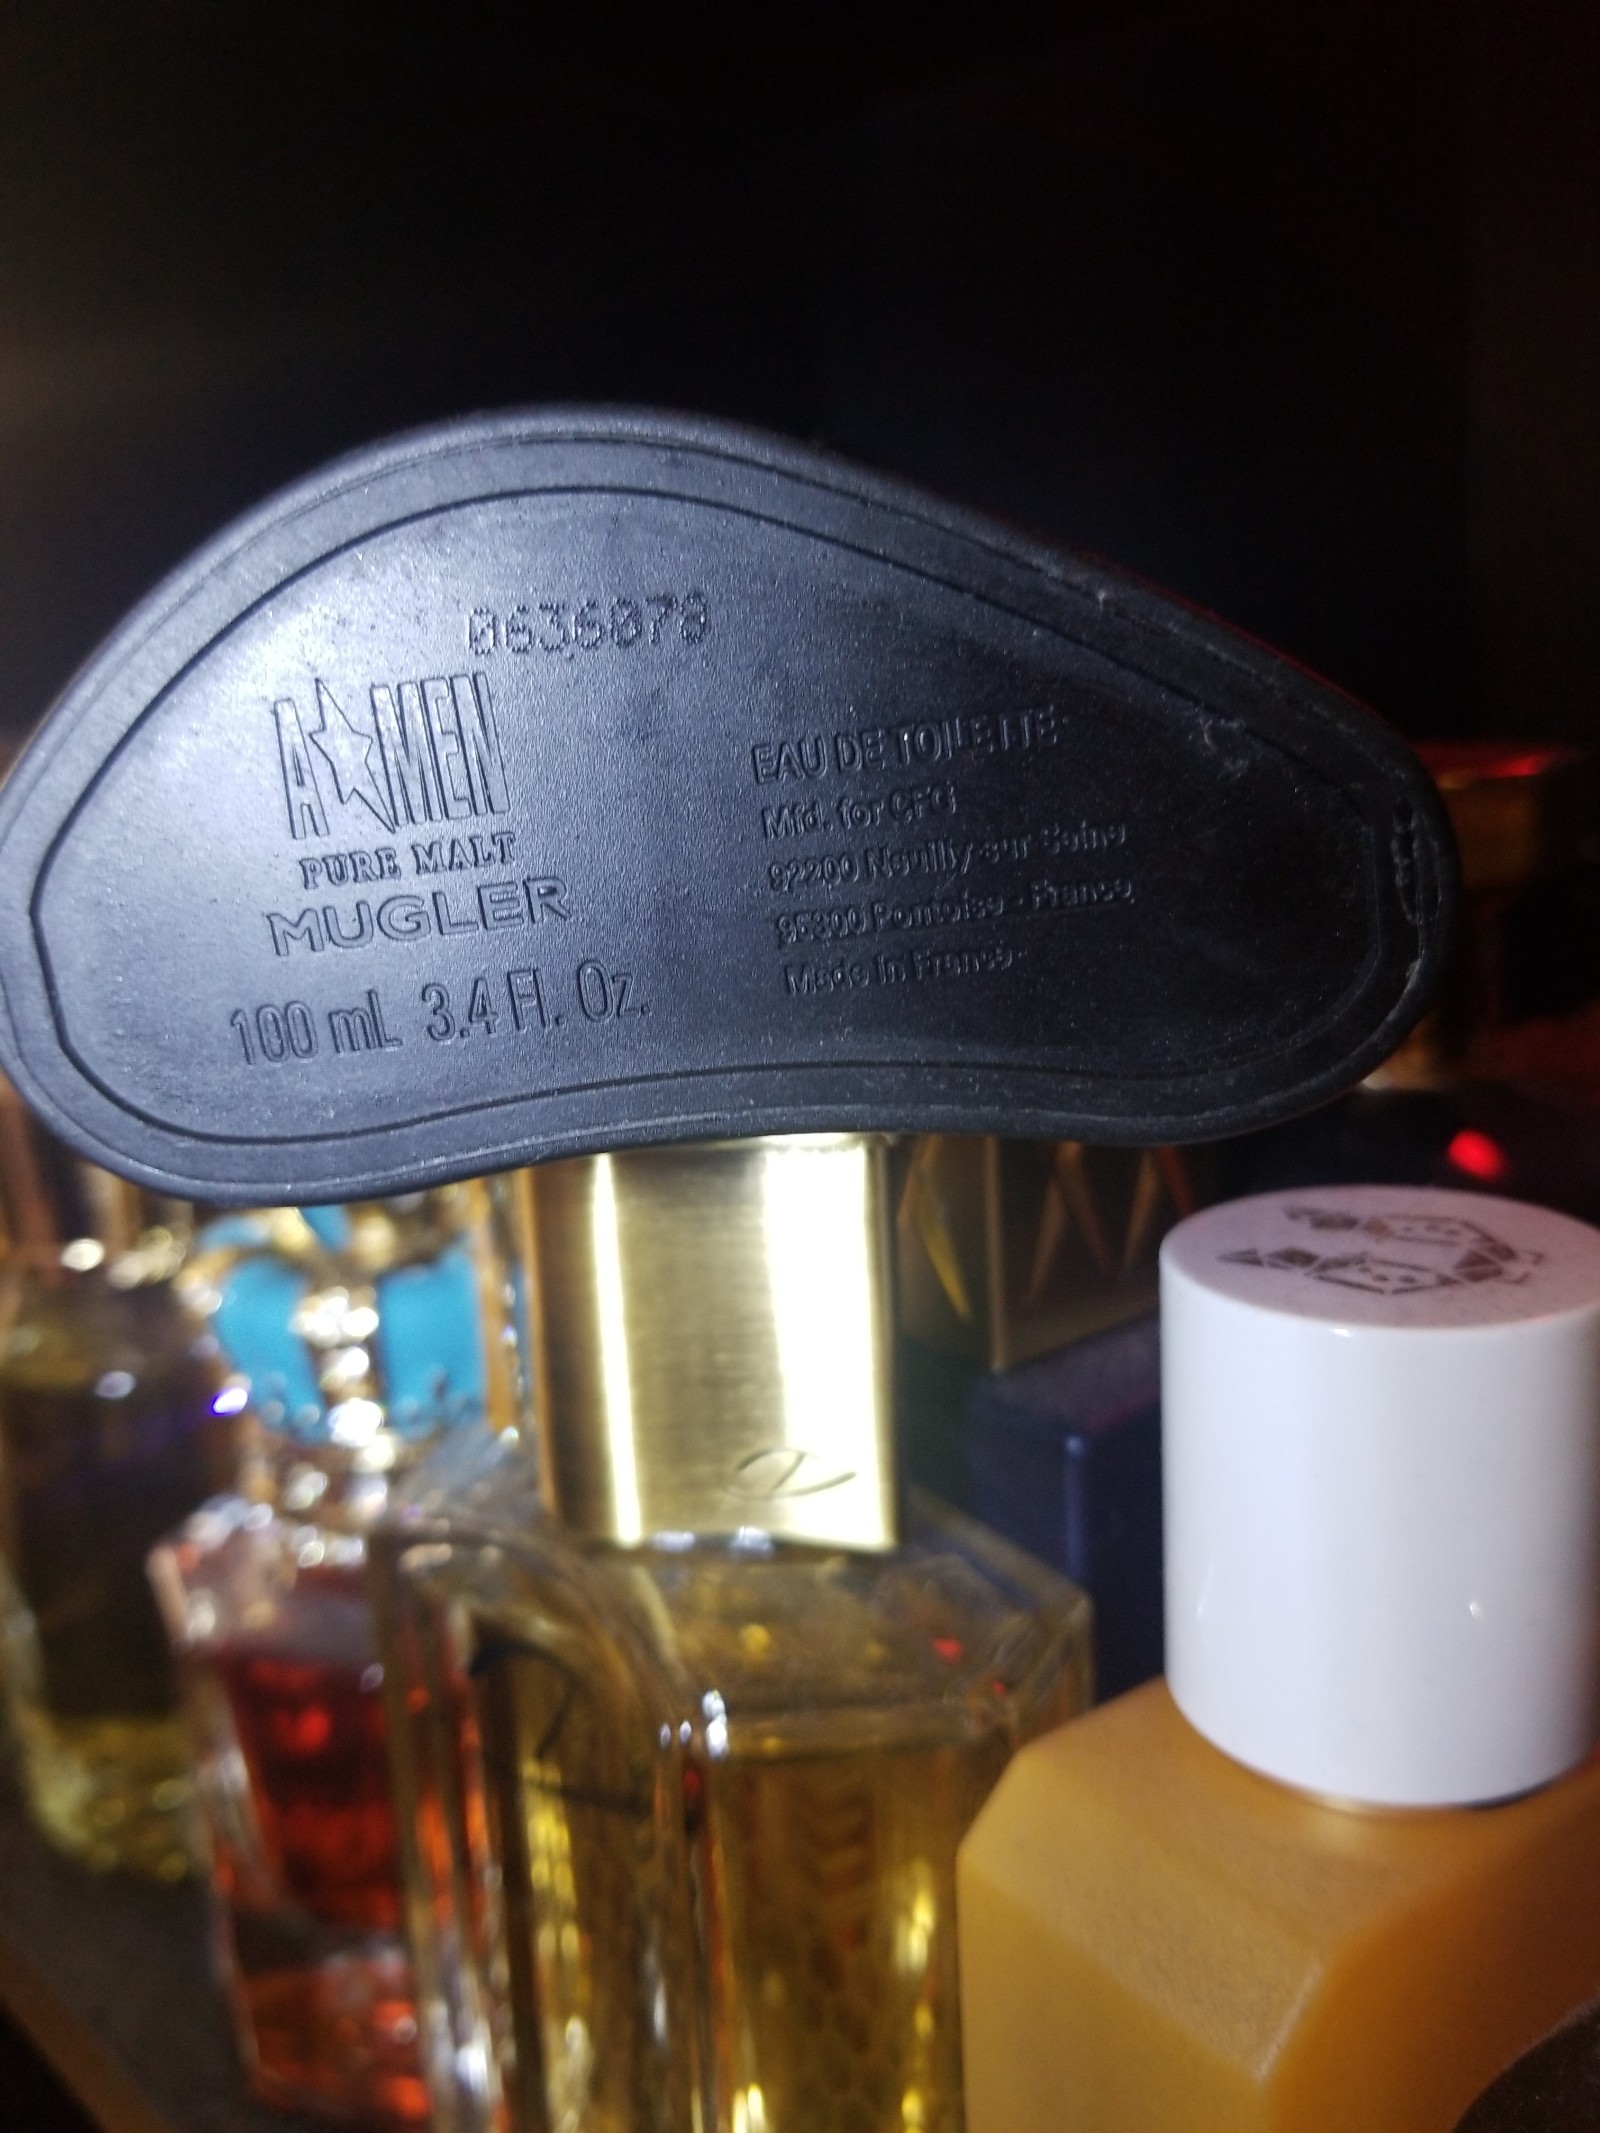 0636078
A★MEN
PURE MALT
MUGLER
100 mL 3.4 Fl. Oz.
EAU DE TOILETTE
Mfd. for CFG
92200 Neuilly sur Seine
95300 Pontoise - France
Made in France